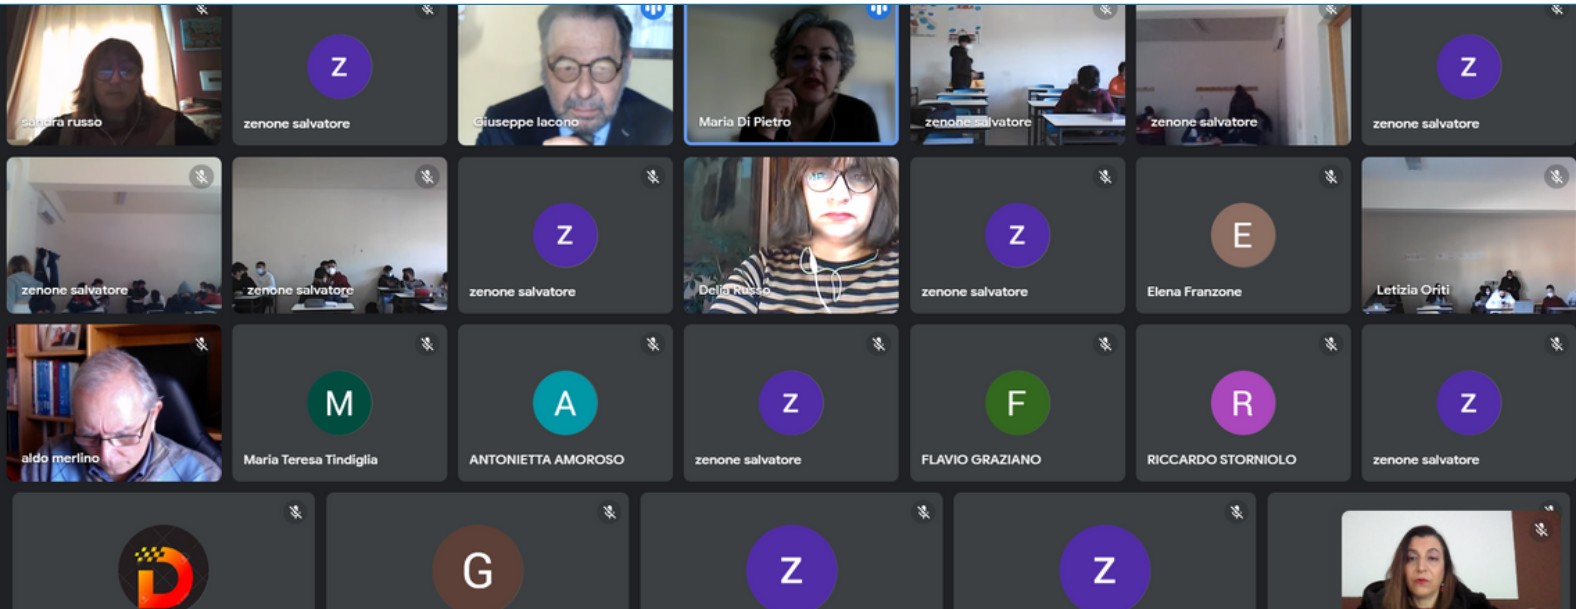 sandra russo
z
zenone salvatore
Giuseppe Iacono
Maria Di Pietro
zenone salvatore
zenone salvatore
z
zenone salvatore
zenone salvatore
zenone salvatore
z
zenone salvatore
Delia Russo
z
zenone salvatore
E
Elena Franzone
Letizia Oriti
aldo merlino
M
Maria Teresa Tindiglia
A
ANTONIETTA AMOROSO
z
zenone salvatore
F
FLAVIO GRAZIANO
R
RICCARDO STORNIOLO
z
zenone salvatore
D
G
z
z